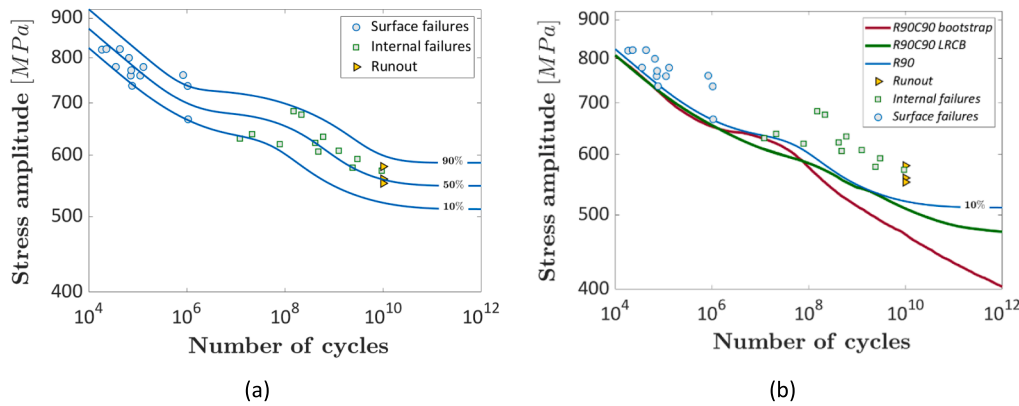 Surface failures
Internal failures
Runout
900
800
700
600
500
400
90%
50%
10%
10^4
10^6
10^8
10^10
10^12
Stress amplitude [MPa]
Number of cycles
(a)
R90C90 bootstrap
R90C90 LRCB
R90
Runout
Internal failures
Surface failures
900
800
700
600
500
400
10%
10^4
10^6
10^8
10^10
10^12
Stress amplitude [MPa]
Number of cycles
(b)